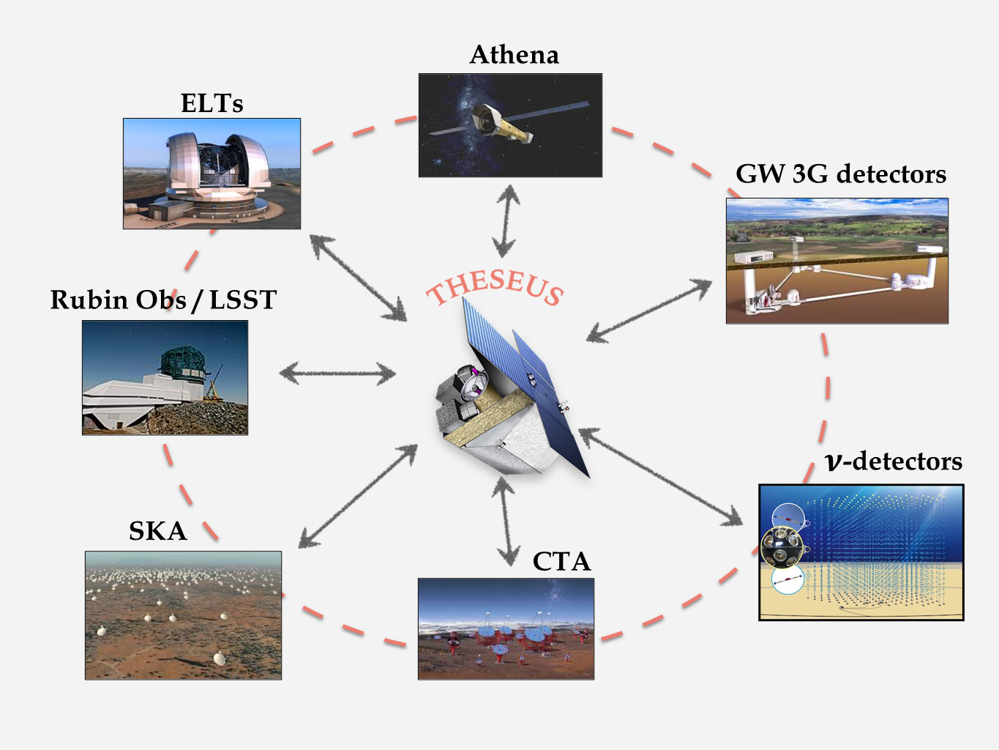 Athena
ELTs
GW 3G detectors
THESEUS
Rubin Obs / LSST
ν-detectors
SKA
CTA